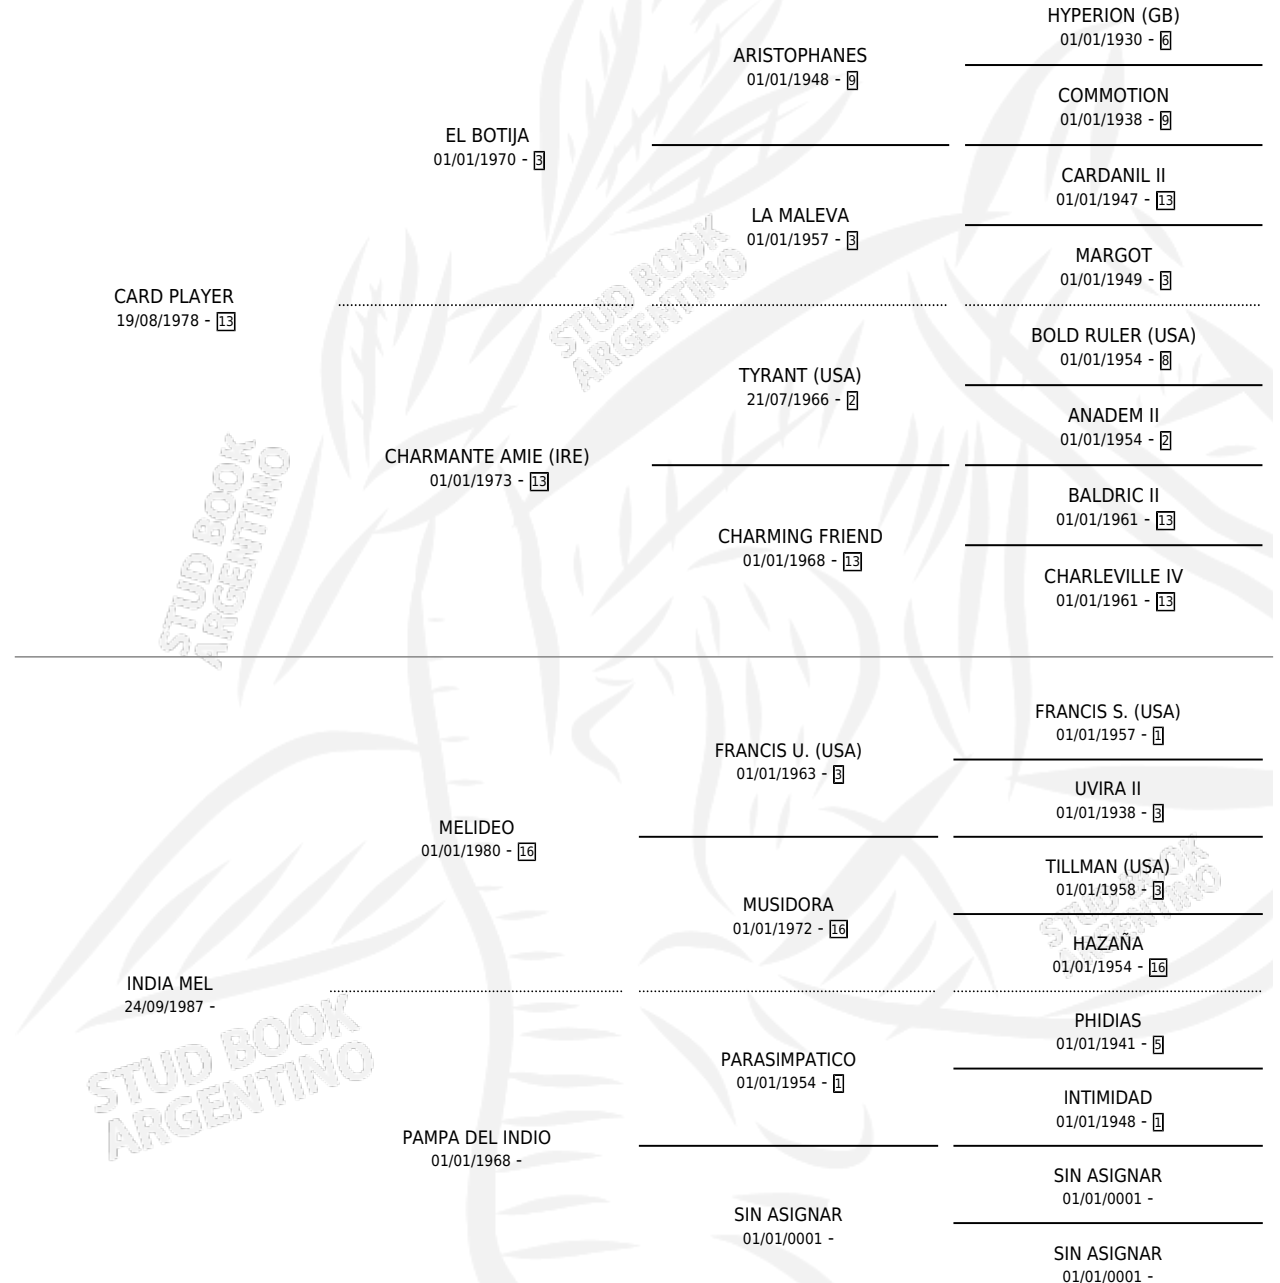 HYPERION (GB)
01/01/1930 - 6
ARISTOPHANES
01/01/1948 - 9
COMMOTION
01/01/1938 - 9
EL BOTIJA
01/01/1970 - 3
CARDANIL II
01/01/1947 - 13
LA MALEVA
01/01/1957 - 3
MARGOT
01/01/1949 - 3
CARD PLAYER
19/08/1978 - 13
BOLD RULER (USA)
01/01/1954 - 8
TYRANT (USA)
21/07/1966 - 2
ANADEM II
01/01/1954 - 2
CHARMANTE AMIE (IRE)
01/01/1973 - 13
BALDRIC II
01/01/1961 - 13
CHARMING FRIEND
01/01/1968 - 13
CHARLEVILLE IV
01/01/1961 - 13
FRANCIS S. (USA)
01/01/1957 - 1
FRANCIS U. (USA)
01/01/1963 - 3
UVIRA II
01/01/1938 - 3
MELIDEO
01/01/1980 - 16
TILLMAN (USA)
01/01/1958 - 3
MUSIDORA
01/01/1972 - 16
HAZAÑA
01/01/1954 - 16
INDIA MEL
24/09/1987 -
PHIDIAS
01/01/1941 - 5
PARASIMPATICO
01/01/1954 - 1
INTIMIDAD
01/01/1948 - 1
PAMPA DEL INDIO
01/01/1968 -
SIN ASIGNAR
01/01/0001 -
SIN ASIGNAR
01/01/0001 -
SIN ASIGNAR
01/01/0001 -
STUD BOOK
ARGENTINO
STUD BOOK
ARGENTINO
STUD BOOK
ARGENTINO
STUD BOOK
ARGENTINO